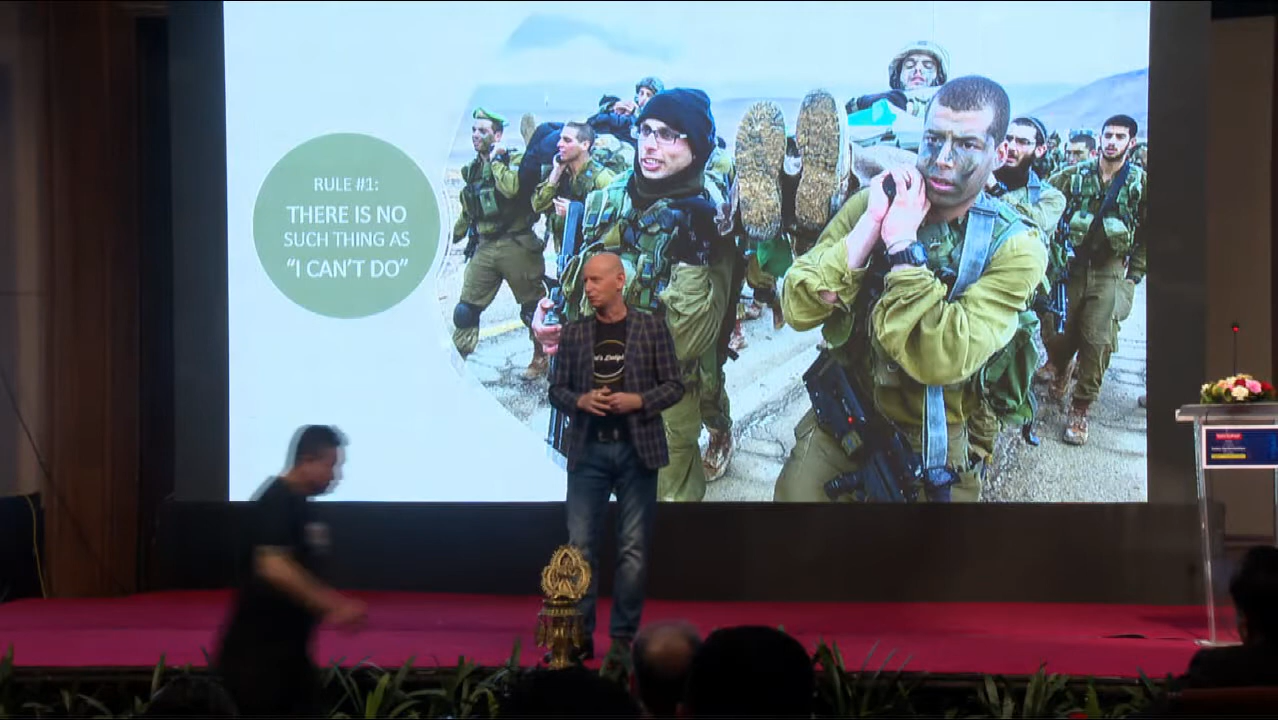 RULE #1:
THERE IS NO
SUCH THING AS
“I CAN’T DO”